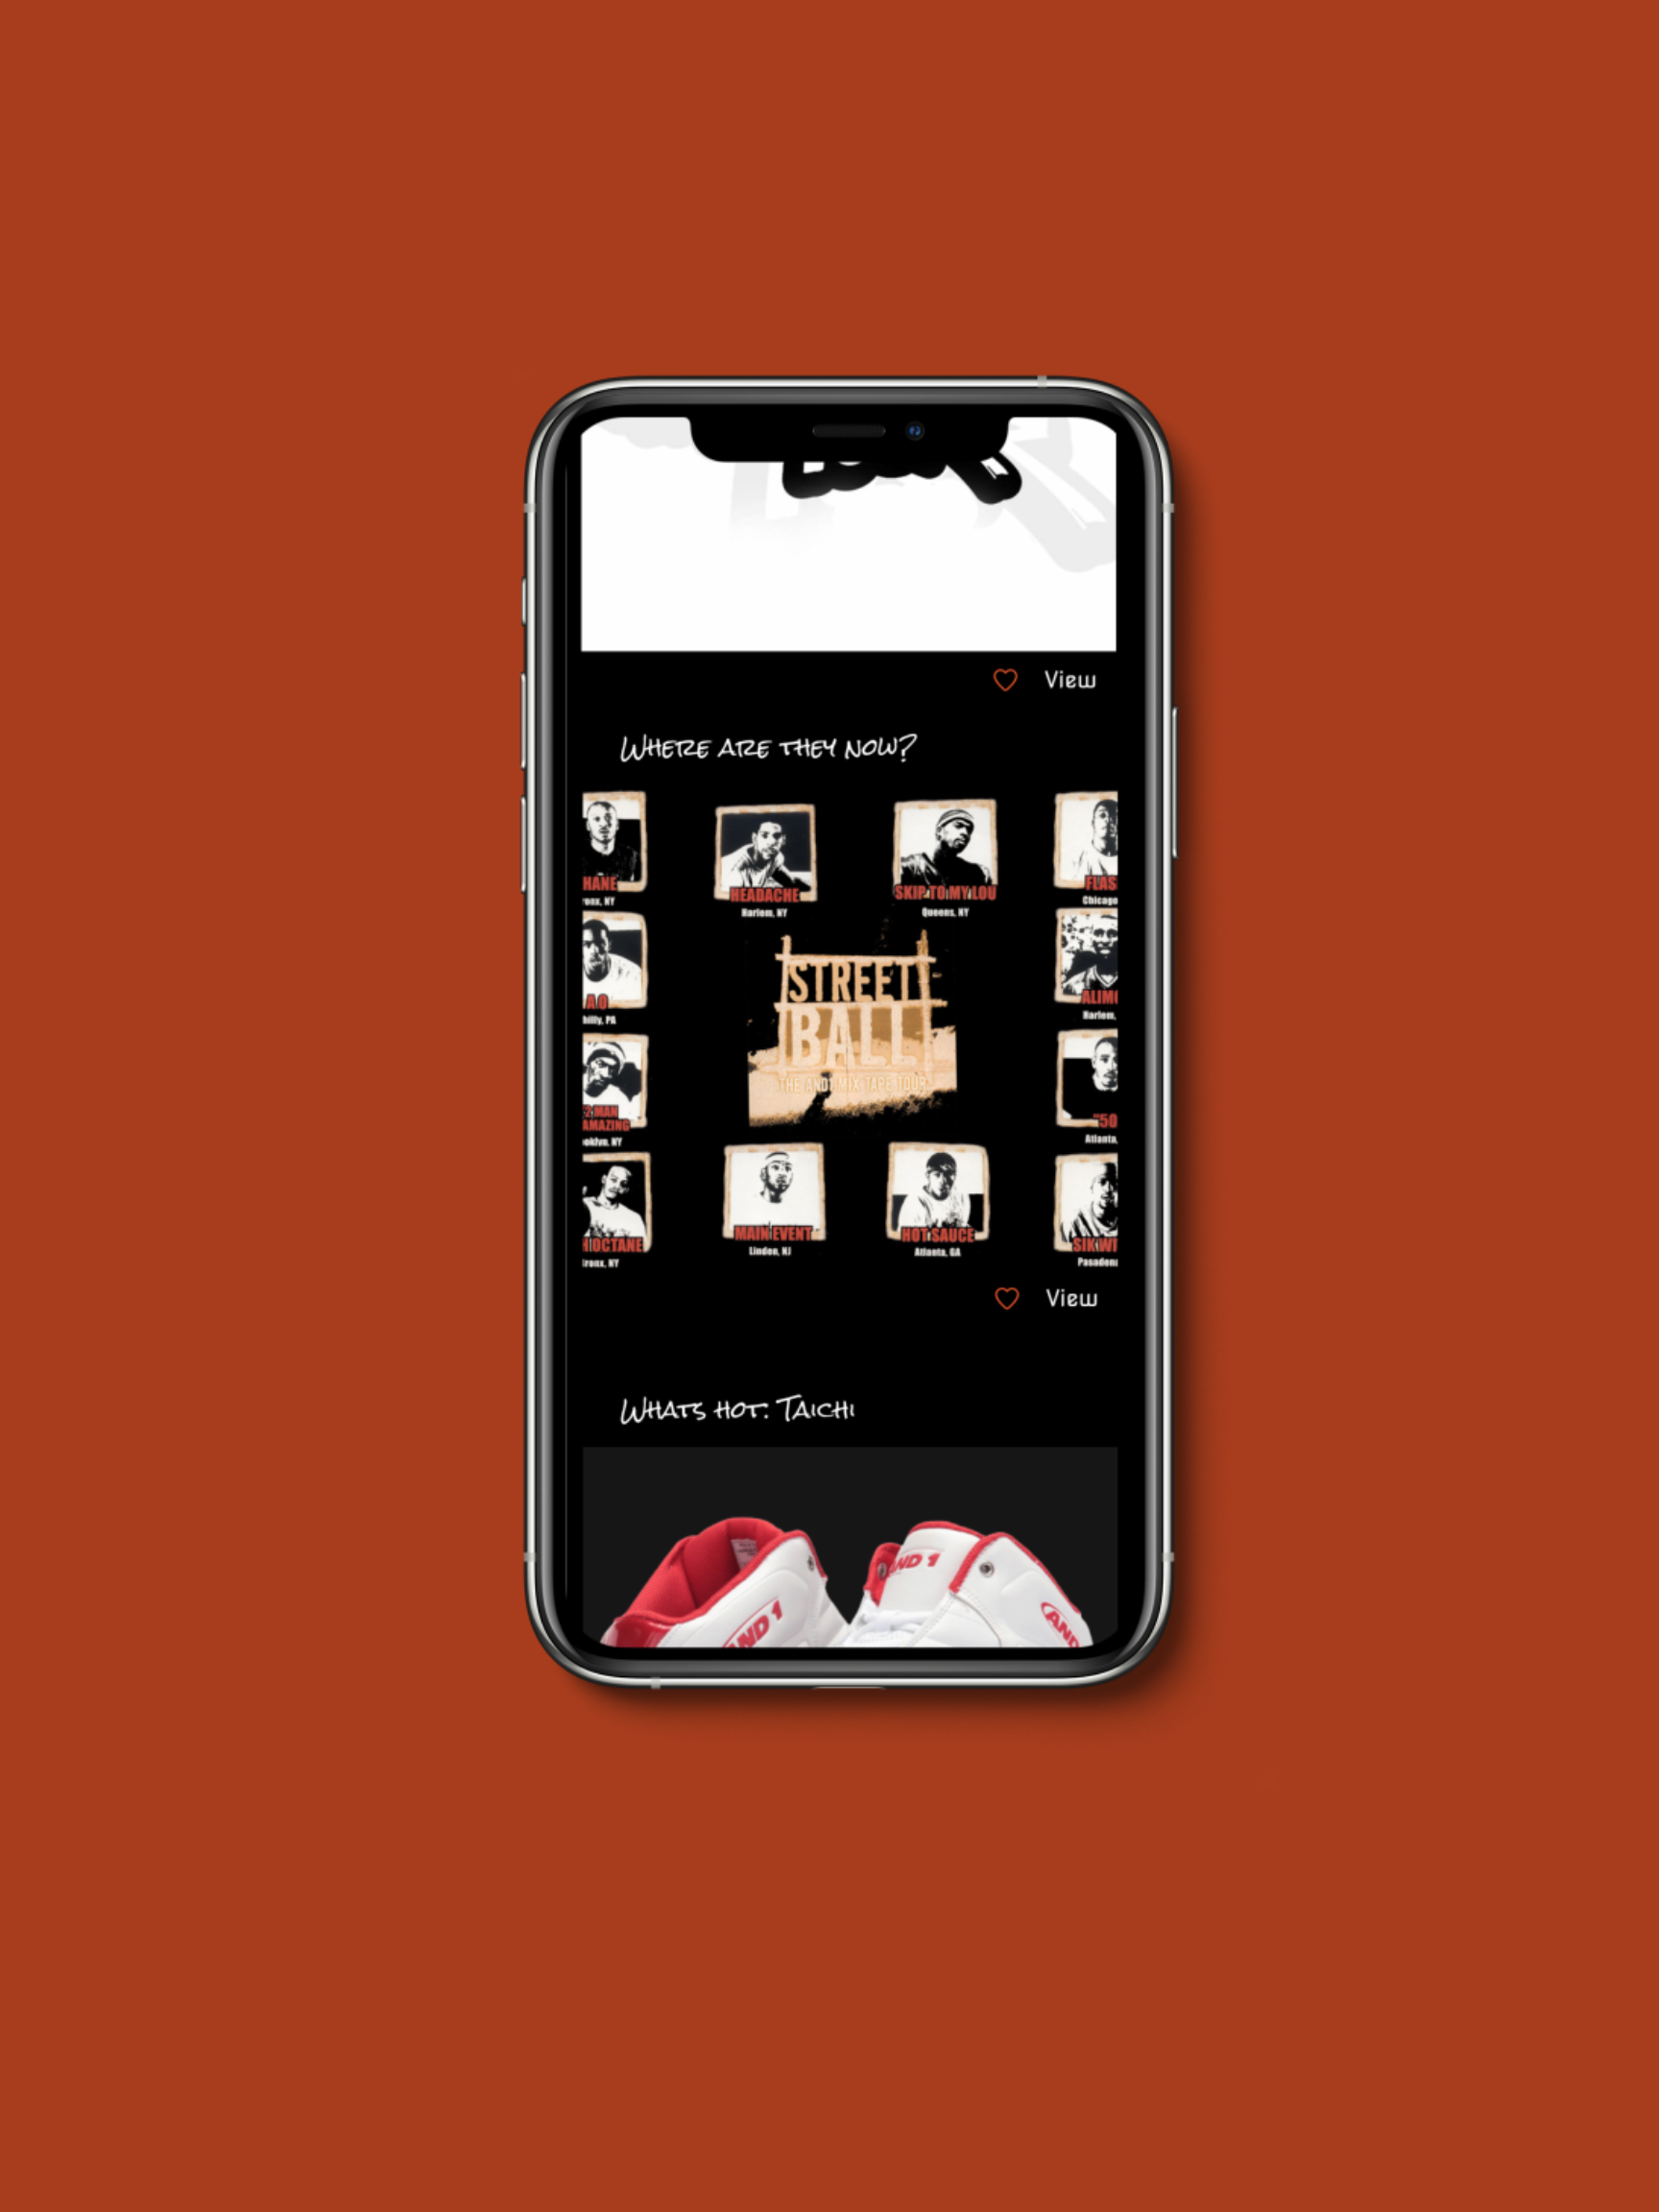 View
Where are they now?
HANE
HEADACHE
Harlem, NY
SKIP TO MY LOU
Queens, NY
FLAS
Chicago
onx, NY
A O
hilly, PA
STREET
BALL
THE AND1 MIX TAPE TOUR
ALIM
Harlem,
2 MAN
AMAZING
oklyn, NY
"50
Atlanta,
H OCTANE
Bronx, NY
MAIN EVENT
Linden, NJ
HOT SAUCE
Atlanta, GA
SIK WI
Pasaden
View
Whats hot: Taichi
AND 1
AND 1
AND